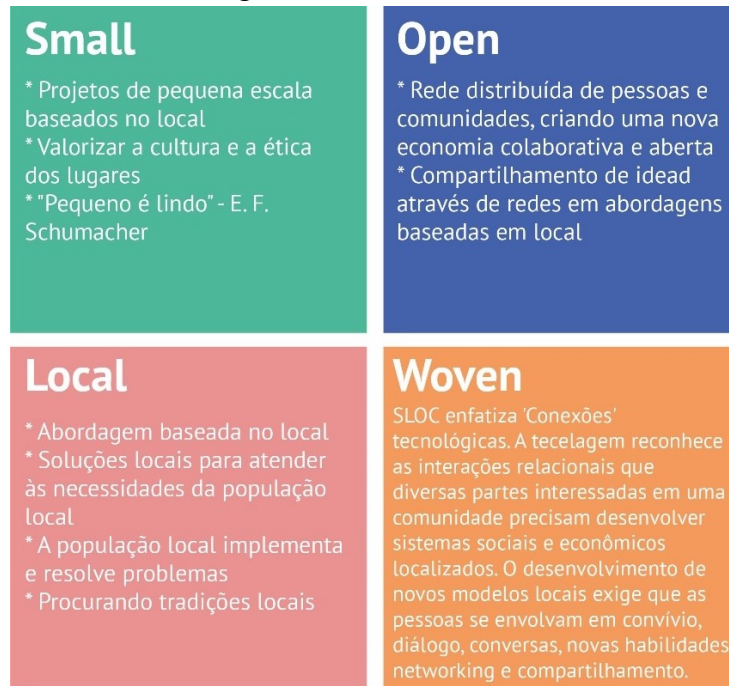 Small
* Projetos de pequena escala
baseados no local
* Valorizar a cultura e a ética
dos lugares
* "Pequeno é lindo" - E. F.
Schumacher
Open
* Rede distribuída de pessoas e
comunidades, criando uma nova
economia colaborativa e aberta
* Compartilhamento de idead
através de redes em abordagens
baseadas em local
Local
* Abordagem baseada no local
* Soluções locais para atender
às necessidades da população
local
* A população local implementa
e resolve problemas
* Procurando tradições locais
Woven
SLOC enfatiza 'Conexões'
tecnológicas. A tecelagem reconhece
as interações relacionais que
diversas partes interessadas em uma
comunidade precisam desenvolver
sistemas sociais e econômicos
localizados. O desenvolvimento de
novos modelos locais exige que as
pessoas se envolvam em convívio,
diálogo, conversas, novas habilidades
networking e compartilhamento.